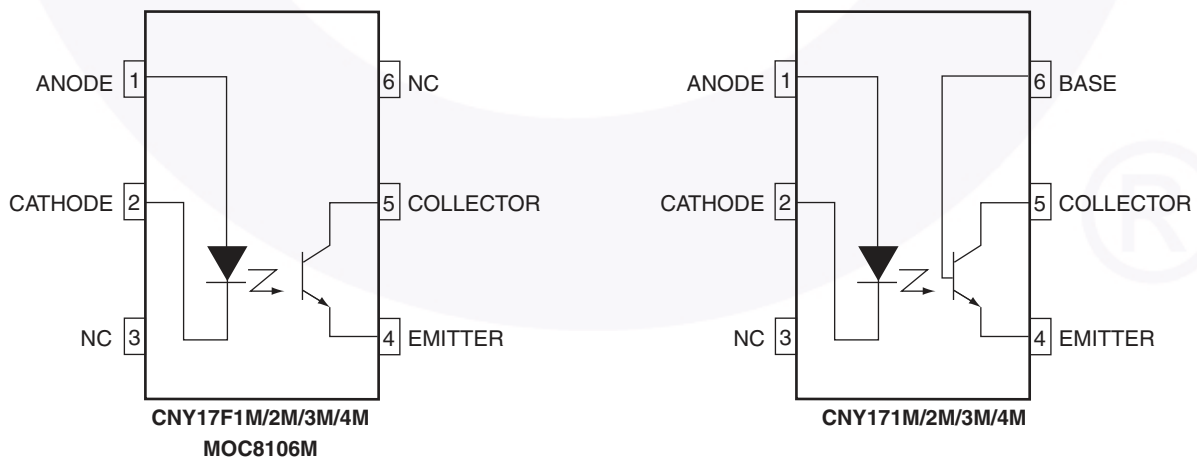 ANODE 1
6 NC
CATHODE 2
5 COLLECTOR
NC 3
4 EMITTER
CNY17F1M/2M/3M/4M
MOC8106M
ANODE 1
6 BASE
CATHODE 2
5 COLLECTOR
NC 3
4 EMITTER
CNY171M/2M/3M/4M
®